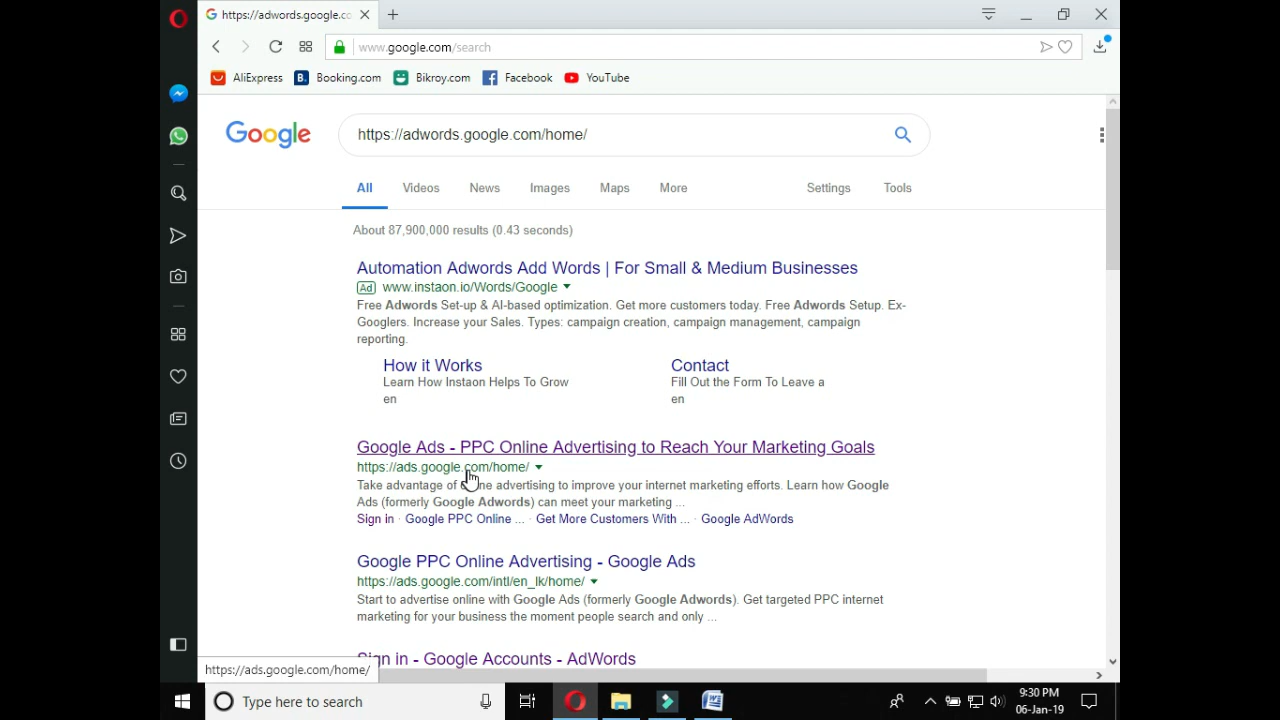 https://adwords.google.co
www.google.com/search
AliExpress
Booking.com
Bikroy.com
Facebook
YouTube
Google
https://adwords.google.com/home/
All
Videos
News
Images
Maps
More
Settings
Tools
About 87,900,000 results (0.43 seconds)
Automation Adwords Add Words | For Small & Medium Businesses
Ad www.instaon.io/Words/Google
Free Adwords Set-up & AI-based optimization. Get more customers today. Free Adwords Setup. Ex-
Googlers. Increase your Sales. Types: campaign creation, campaign management, campaign
reporting.
How it Works
Learn How Instaon Helps To Grow
en
Contact
Fill Out the Form To Leave a
en
Google Ads - PPC Online Advertising to Reach Your Marketing Goals
https://ads.google.com/home/
Take advantage of ne advertising to improve your internet marketing efforts. Learn how Google
Ads (formerly Google Adwords) can meet your marketing ...
Sign in · Google PPC Online ... · Get More Customers With ... · Google AdWords
Google PPC Online Advertising - Google Ads
https://ads.google.com/intl/en_lk/home/
Start to advertise online with Google Ads (formerly Google Adwords). Get targeted PPC internet
marketing for your business the moment people search and only ...
Sign in - Google Accounts - AdWords
https://ads.google.com/home/
Type here to search
9:30 PM
06-Jan-19